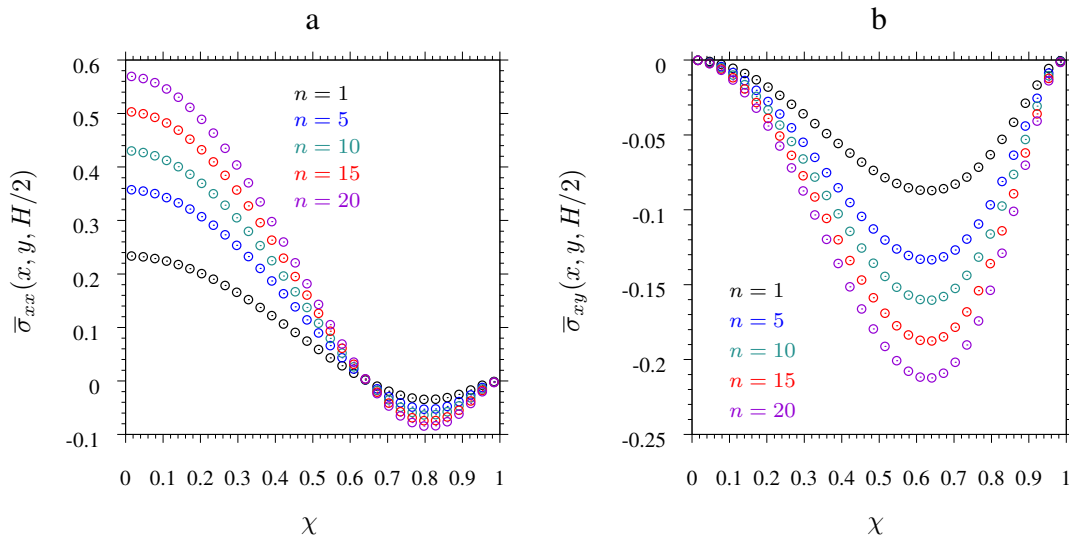 a
0.6
0.5
0.4
0.3
0.2
0.1
0
-0.1
σ̅xx(x, y, H/2)
n = 1
n = 5
n = 10
n = 15
n = 20
0 0.1 0.2 0.3 0.4 0.5 0.6 0.7 0.8 0.9 1
χ
b
0
-0.05
-0.1
-0.15
-0.2
-0.25
σ̅xy(x, y, H/2)
n = 1
n = 5
n = 10
n = 15
n = 20
0 0.1 0.2 0.3 0.4 0.5 0.6 0.7 0.8 0.9 1
χ